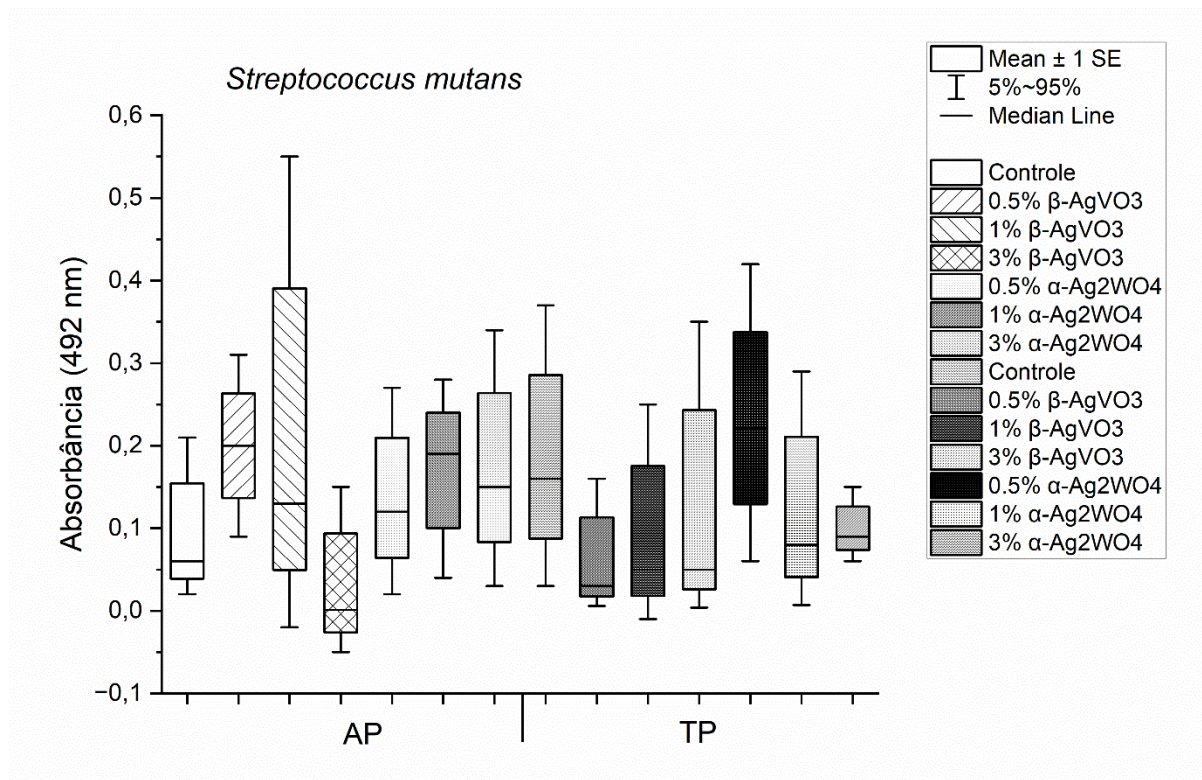 Streptococcus mutans
0,6
0,5
0,4
0,3
0,2
0,1
0,0
−0,1
Absorbância (492 nm)
AP
TP
Mean ± 1 SE
5%~95%
Median Line
Controle
0.5% β-AgVO3
1% β-AgVO3
3% β-AgVO3
0.5% α-Ag2WO4
1% α-Ag2WO4
3% α-Ag2WO4
Controle
0.5% β-AgVO3
1% β-AgVO3
3% β-AgVO3
0.5% α-Ag2WO4
1% α-Ag2WO4
3% α-Ag2WO4